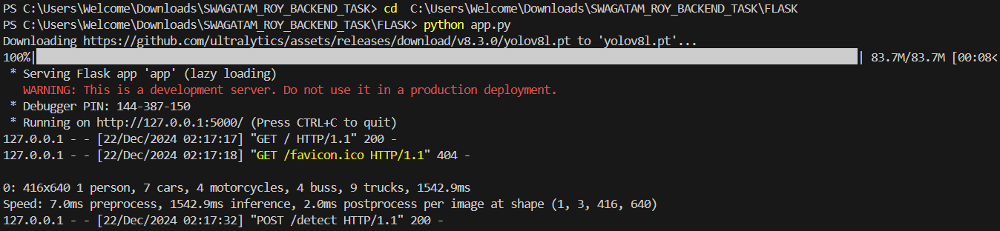 PS C:\Users\Welcome\Downloads\SWAGATAM_ROY_BACKEND_TASK> cd  C:\Users\Welcome\Downloads\SWAGATAM_ROY_BACKEND_TASK\FLASK
PS C:\Users\Welcome\Downloads\SWAGATAM_ROY_BACKEND_TASK\FLASK> python app.py
Downloading https://github.com/ultralytics/assets/releases/download/v8.3.0/yolov8l.pt to 'yolov8l.pt'...
100%| | 83.7M/83.7M [00:08<
 * Serving Flask app 'app' (lazy loading)
   WARNING: This is a development server. Do not use it in a production deployment.
 * Debugger PIN: 144-387-150
 * Running on http://127.0.0.1:5000/ (Press CTRL+C to quit)
127.0.0.1 - - [22/Dec/2024 02:17:17] "GET / HTTP/1.1" 200 -
127.0.0.1 - - [22/Dec/2024 02:17:18] "GET /favicon.ico HTTP/1.1" 404 -
0: 416x640 1 person, 7 cars, 4 motorcycles, 4 buss, 9 trucks, 1542.9ms
Speed: 7.0ms preprocess, 1542.9ms inference, 2.0ms postprocess per image at shape (1, 3, 416, 640)
127.0.0.1 - - [22/Dec/2024 02:17:32] "POST /detect HTTP/1.1" 200 -